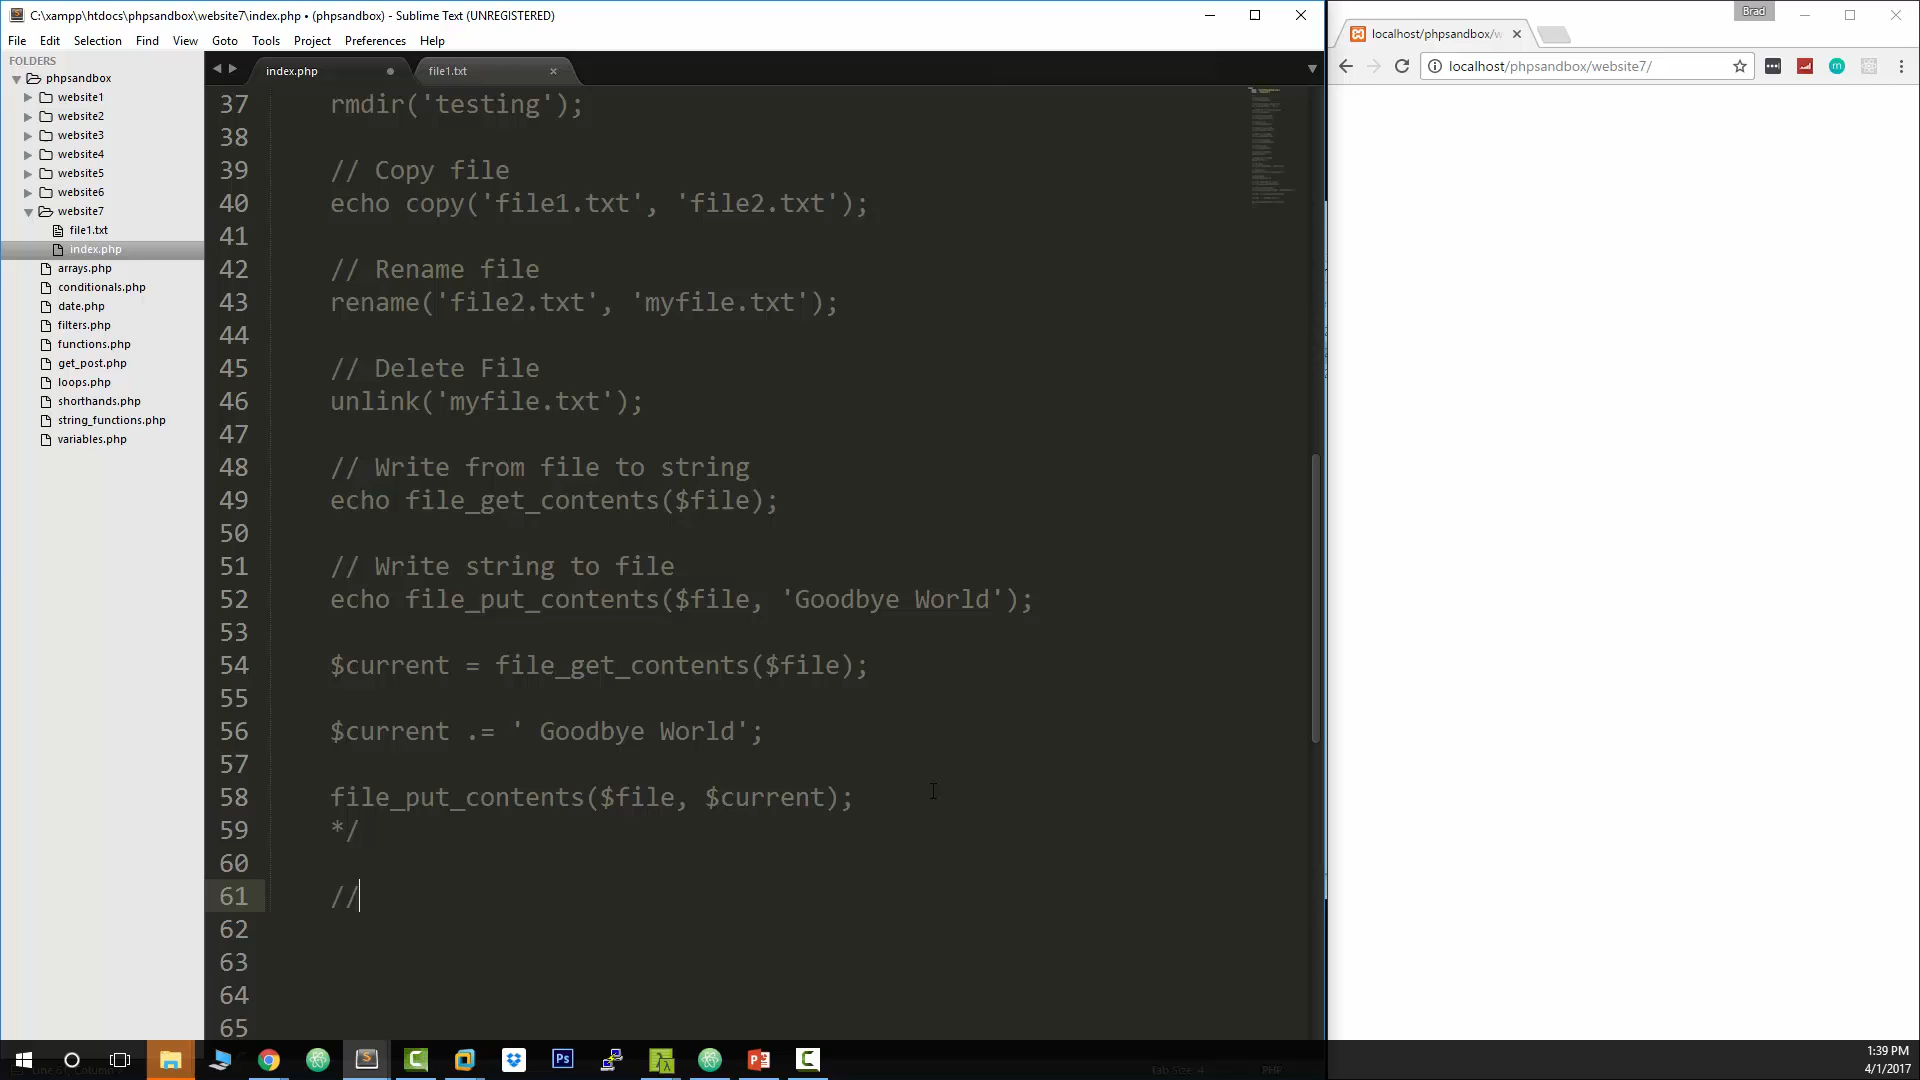 C:\xampp\htdocs\phpsandbox\website7\index.php • (phpsandbox) - Sublime Text (UNREGISTERED)
File Edit Selection Find View Goto Tools Project Preferences Help
FOLDERS
phpsandbox
website1
website2
website3
website4
website5
website6
website7
file1.txt
index.php
arrays.php
conditionals.php
date.php
filters.php
functions.php
get_post.php
loops.php
shorthands.php
string_functions.php
variables.php
index.php
file1.txt
37 rmdir('testing');
38
39 // Copy file
40 echo copy('file1.txt', 'file2.txt');
41
42 // Rename file
43 rename('file2.txt', 'myfile.txt');
44
45 // Delete File
46 unlink('myfile.txt');
47
48 // Write from file to string
49 echo file_get_contents($file);
50
51 // Write string to file
52 echo file_put_contents($file, 'Goodbye World');
53
54 $current = file_get_contents($file);
55
56 $current .= ' Goodbye World';
57
58 file_put_contents($file, $current);
59 */
60
61 //
62
63
64
65
Brad
localhost/phpsandbox/w
localhost/phpsandbox/website7/
Tab Size: 4
PHP
Ps
1:39 PM
4/1/2017